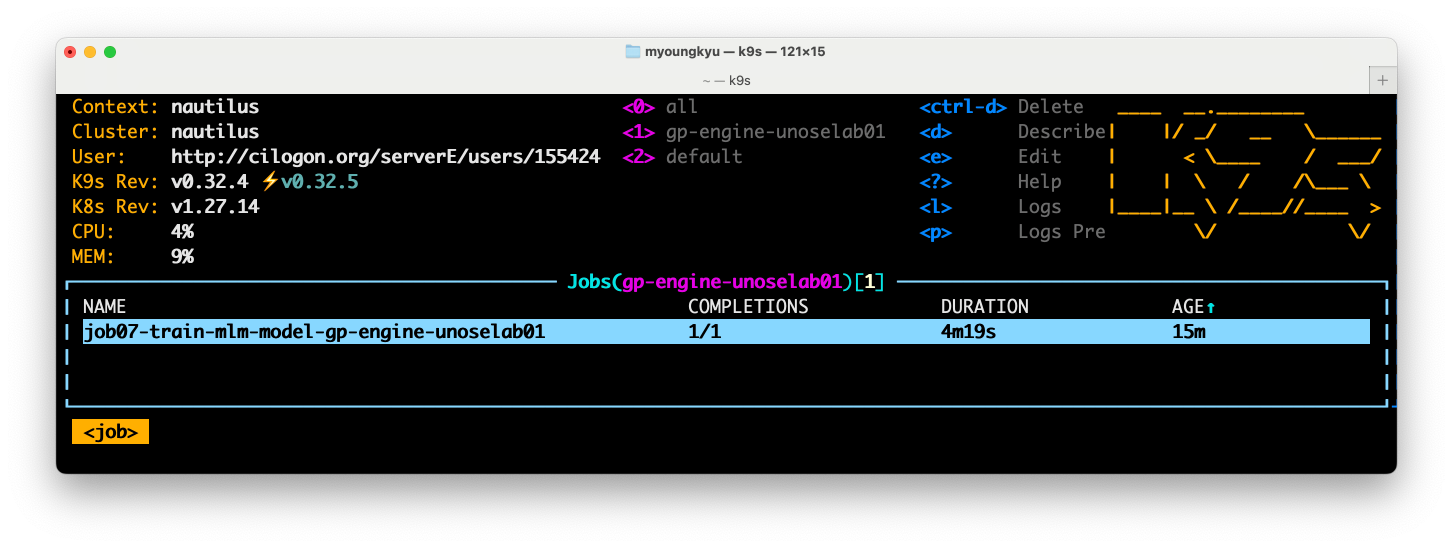 myoungkyu — k9s — 121×15
~ — k9s
+
Context: nautilus <0> all <ctrl-d> Delete
Cluster: nautilus <1> gp-engine-unoselab01 <d> Describe
User: http://cilogon.org/serverE/users/155424 <2> default <e> Edit
K9s Rev: v0.32.4 ⚡v0.32.5 <?> Help
K8s Rev: v1.27.14 <l> Logs
CPU: 4% <p> Logs Pre
MEM: 9%
Jobs(gp-engine-unoselab01)[1]
NAME COMPLETIONS DURATION AGE↑
job07-train-mlm-model-gp-engine-unoselab01 1/1 4m19s 15m
<job>